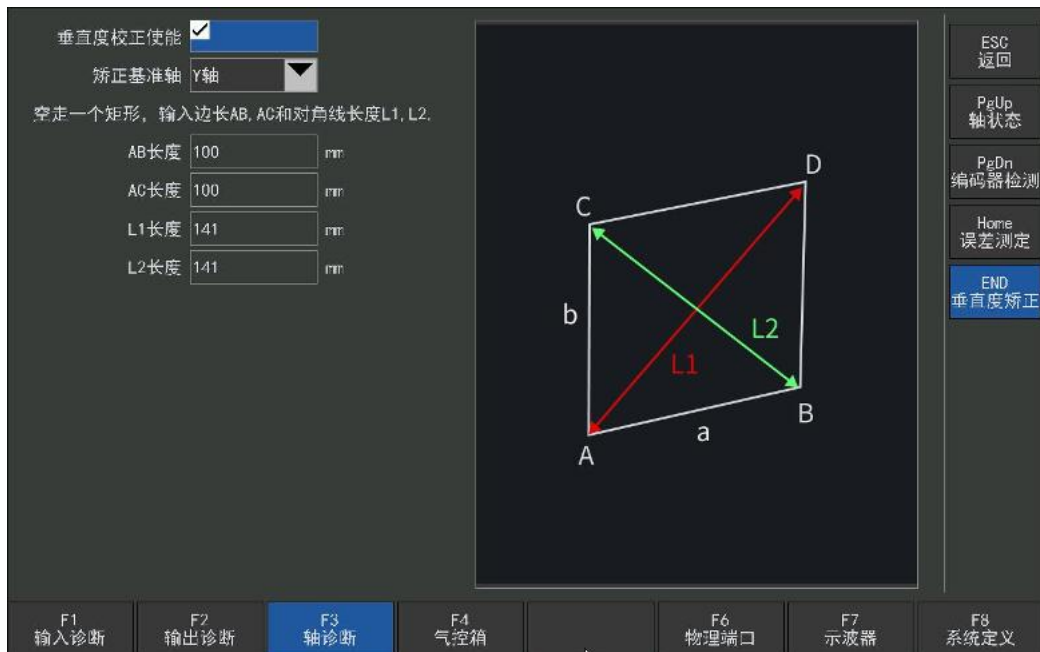 垂直度校正使能
矫正基准轴 Y轴
空走一个矩形，输入边长AB,AC和对角线长度L1,L2.
AB长度 100 mm
AC长度 100 mm
L1长度 141 mm
L2长度 141 mm
D
C
b
L2
L1
B
a
A
ESC
返回
PgUp
轴状态
PgDn
编码器检测
Home
误差测定
END
垂直度矫正
F1
输入诊断
F2
输出诊断
F3
轴诊断
F4
气控箱
F6
物理端口
F7
示波器
F8
系统定义